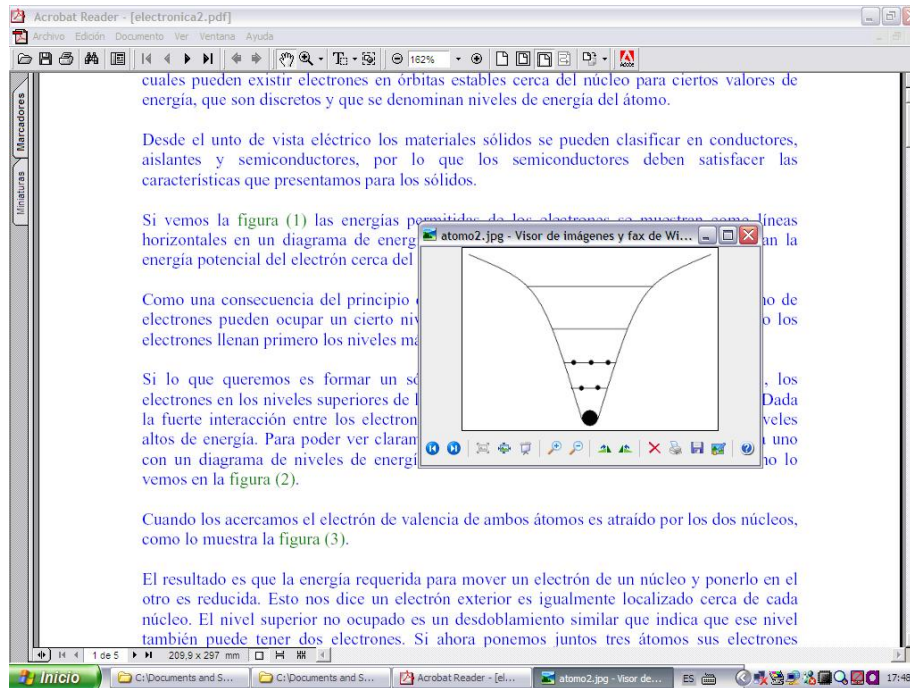 Acrobat Reader - [electronica2.pdf]
Archivo Edición Documento Ver Ventana Ayuda
162%
Adobe
Marcadores
Miniaturas
cuales pueden existir electrones en órbitas estables cerca del núcleo para ciertos valores de
energía, que son discretos y que se denominan niveles de energía del átomo.
Desde el unto de vista eléctrico los materiales sólidos se pueden clasificar en conductores,
aislantes y semiconductores, por lo que los semiconductores deben satisfacer las
características que presentamos para los sólidos.
Si vemos la figura (1) las energías permitidas de los electrones se muestran como líneas
horizontales en un diagrama de energ an la
energía potencial del electrón cerca del
Como una consecuencia del principio no de
electrones pueden ocupar un cierto niv o los
electrones llenan primero los niveles má
Si lo que queremos es formar un só , los
electrones en los niveles superiores de Dada
la fuerte interacción entre los electron veles
altos de energía. Para poder ver claram uno
con un diagrama de niveles de energí no lo
vemos en la figura (2).
atomo2.jpg - Visor de imágenes y fax de Wi...
Cuando los acercamos el electrón de valencia de ambos átomos es atraído por los dos núcleos,
como lo muestra la figura (3).
El resultado es que la energía requerida para mover un electrón de un núcleo y ponerlo en el
otro es reducida. Esto nos dice un electrón exterior es igualmente localizado cerca de cada
núcleo. El nivel superior no ocupado es un desdoblamiento similar que indica que ese nivel
también puede tener dos electrones. Si ahora ponemos juntos tres átomos sus electrones
1 de 5 209,9 x 297 mm
Inicio C:\Documents and S... C:\Documents and S... Acrobat Reader - [el... atomo2.jpg - Visor de... ES 17:48